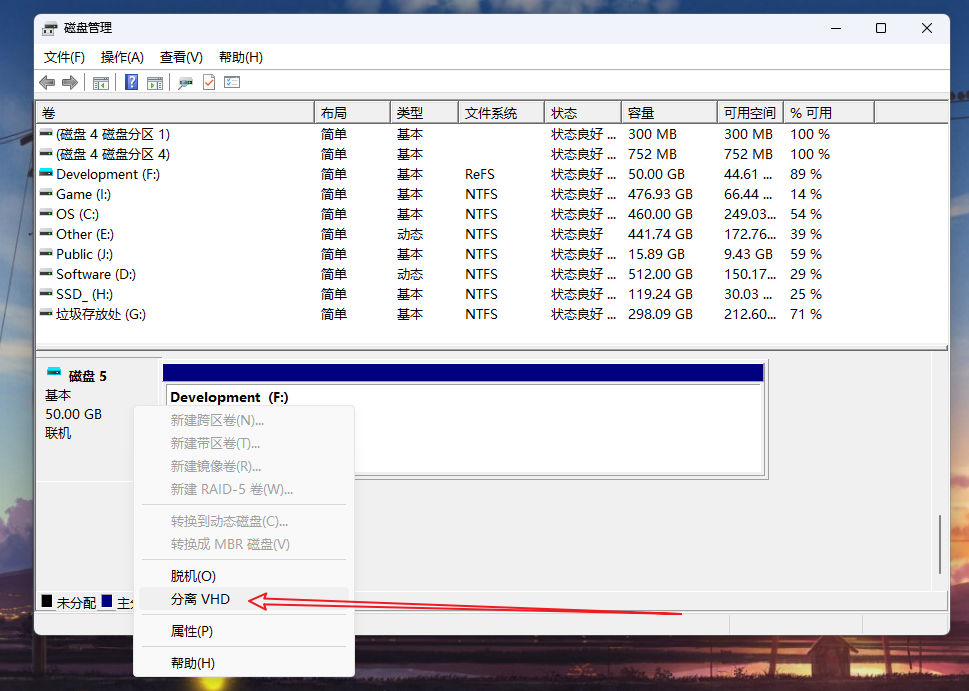 磁盘管理
文件(F) 操作(A) 查看(V) 帮助(H)
卷 布局 类型 文件系统 状态 容量 可用空间 % 可用
(磁盘 4 磁盘分区 1) 简单 基本 状态良好 ... 300 MB 300 MB 100 %
(磁盘 4 磁盘分区 4) 简单 基本 状态良好 ... 752 MB 752 MB 100 %
Development (F:) 简单 基本 ReFS 状态良好 ... 50.00 GB 44.61 ... 89 %
Game (I:) 简单 基本 NTFS 状态良好 ... 476.93 GB 66.44 ... 14 %
OS (C:) 简单 基本 NTFS 状态良好 ... 460.00 GB 249.03... 54 %
Other (E:) 简单 动态 NTFS 状态良好 441.74 GB 172.76... 39 %
Public (J:) 简单 基本 NTFS 状态良好 ... 15.89 GB 9.43 GB 59 %
Software (D:) 简单 动态 NTFS 状态良好 ... 512.00 GB 150.17... 29 %
SSD_ (H:) 简单 基本 NTFS 状态良好 ... 119.24 GB 30.03 ... 25 %
垃圾存放处 (G:) 简单 基本 NTFS 状态良好 ... 298.09 GB 212.60... 71 %
磁盘 5
基本
50.00 GB
联机
Development (F:)
新建跨区卷(N)...
新建带区卷(T)...
新建镜像卷(R)...
新建 RAID-5 卷(W)...
转换到动态磁盘(C)...
转换成 MBR 磁盘(V)
脱机(O)
分离 VHD
属性(P)
帮助(H)
未分配 主